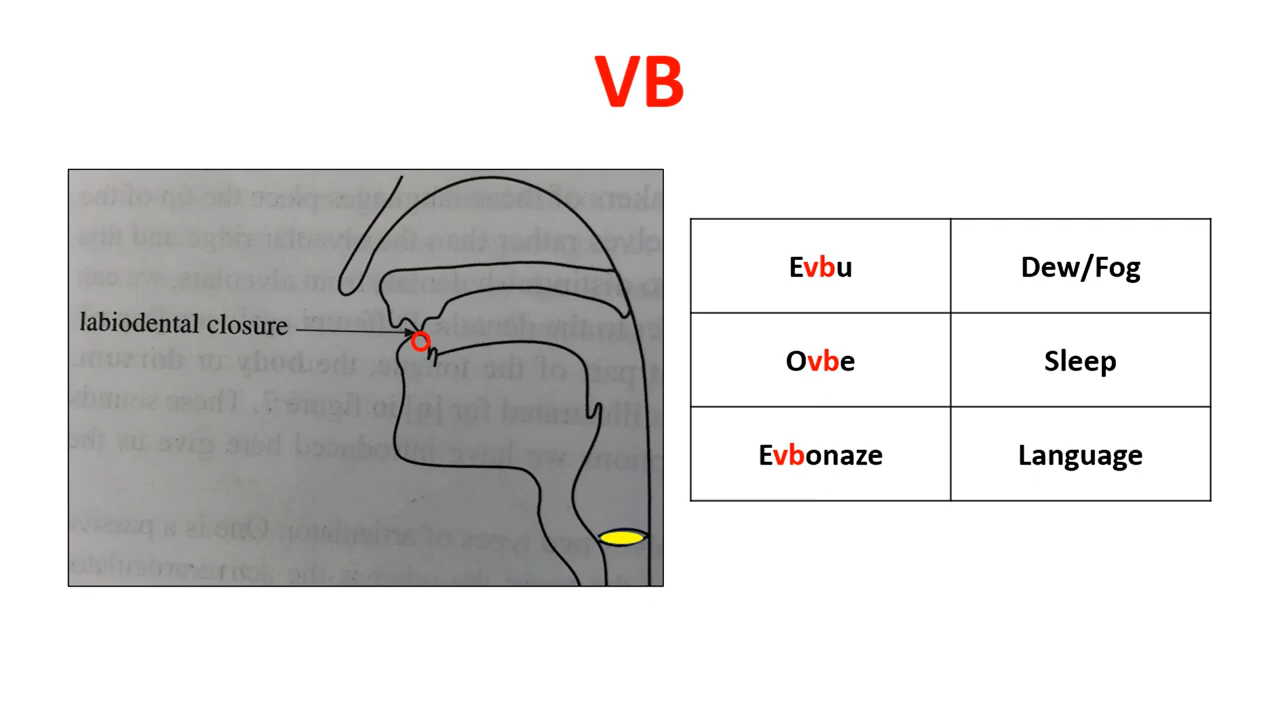 VB
labiodental closure
Evbu Dew/Fog
Ovbe Sleep
Evbonaze Language